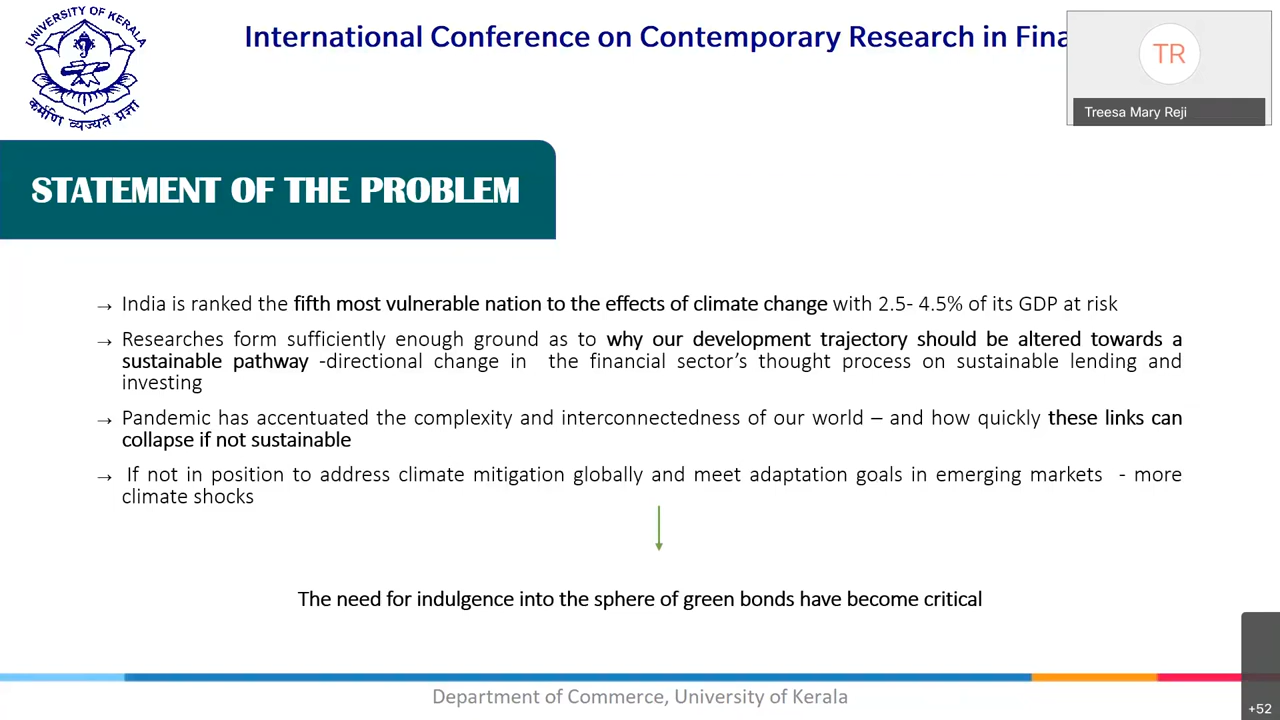 UNIVERSITY OF KERALA
कर्मणि व्यज्यते प्रज्ञा
International Conference on Contemporary Research in Fina
TR
Treesa Mary Reji
STATEMENT OF THE PROBLEM
→ India is ranked the fifth most vulnerable nation to the effects of climate change with 2.5- 4.5% of its GDP at risk
→ Researches form sufficiently enough ground as to why our development trajectory should be altered towards a
sustainable pathway -directional change in the financial sector's thought process on sustainable lending and
investing
→ Pandemic has accentuated the complexity and interconnectedness of our world – and how quickly these links can
collapse if not sustainable
→ If not in position to address climate mitigation globally and meet adaptation goals in emerging markets - more
climate shocks
The need for indulgence into the sphere of green bonds have become critical
Department of Commerce, University of Kerala
+52